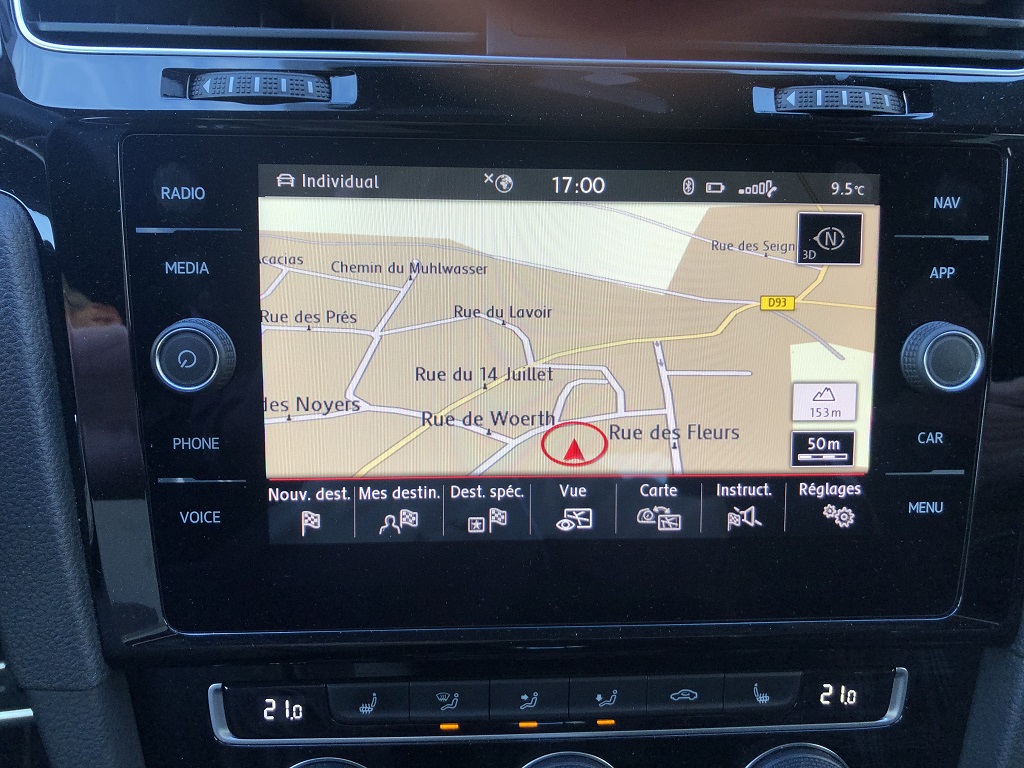 RADIO
MEDIA
PHONE
VOICE
Individual
17:00
9.5°C
Rue des Seign
N
3D
Chemin du Muhlwasser
D93
Rue des Prés
Rue du Lavoir
Rue du 14 Juillet
des Noyers
Rue de Woerth
Rue des Fleurs
153m
50m
Nouv. dest.
Mes destin.
Dest. spéc.
Vue
Carte
Instruct.
Réglages
NAV
APP
CAR
MENU
21.0
21.0